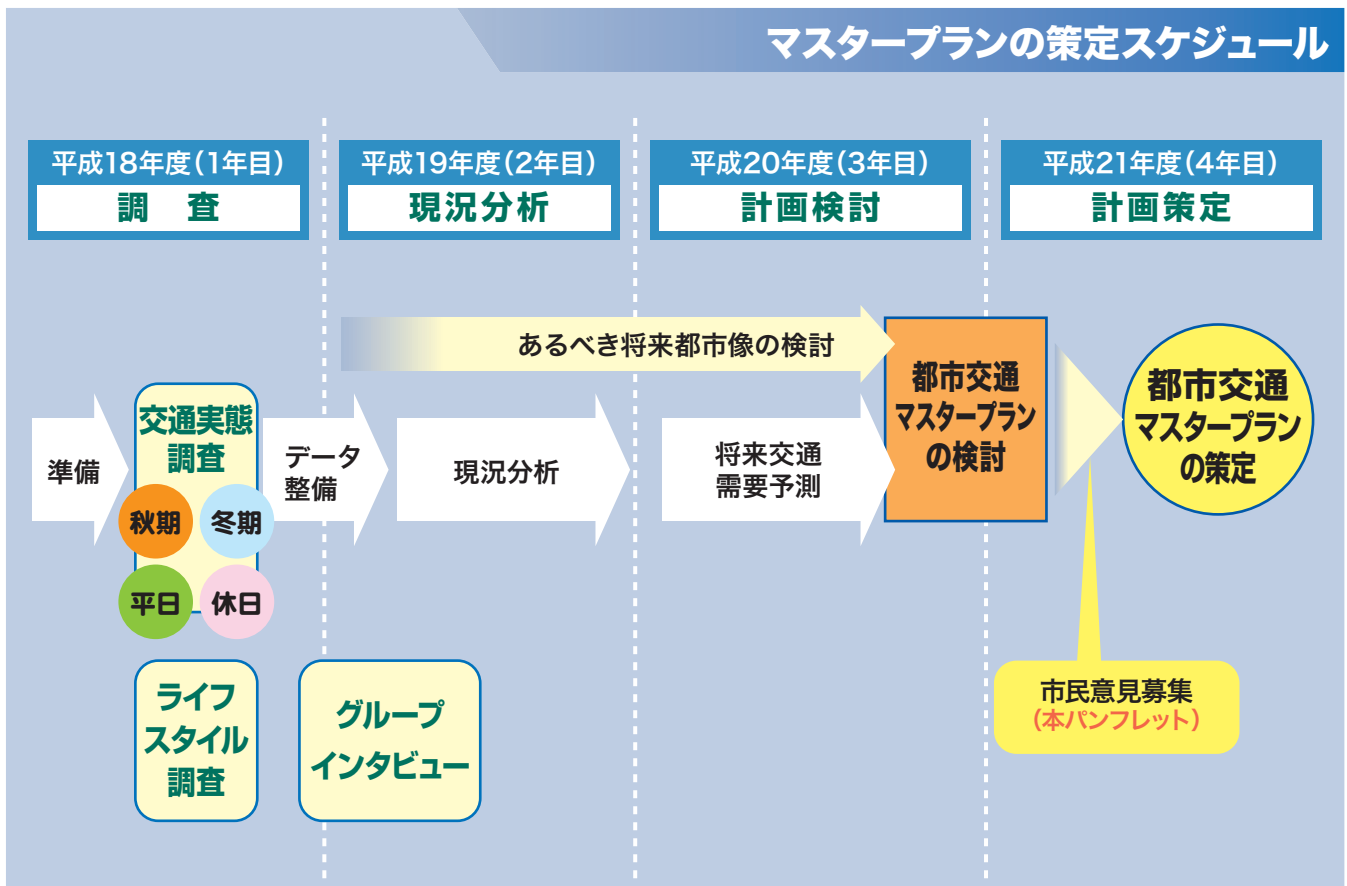 マスタープランの策定スケジュール
平成18年度(1年目)
調　査
平成19年度(2年目)
現況分析
平成20年度(3年目)
計画検討
平成21年度(4年目)
計画策定
あるべき将来都市像の検討
準備
交通実態
調査
秋期
冬期
平日
休日
データ
整備
現況分析
将来交通
需要予測
都市交通
マスタープラン
の検討
都市交通
マスタープラン
の策定
ライフ
スタイル
調査
グループ
インタビュー
市民意見募集
(本パンフレット)